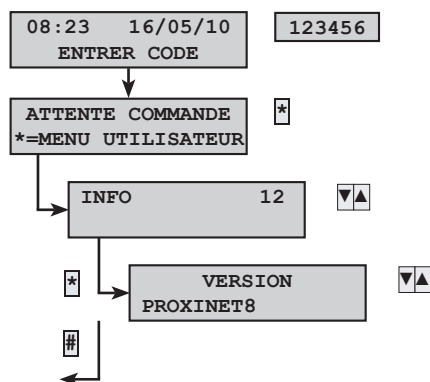 08:23 16/05/10
ENTRER CODE
123456
ATTENTE COMMANDE
*=MENU UTILISATEUR
*
INFO 12
▼▲
*
VERSION
PROXINET8
▼▲
#